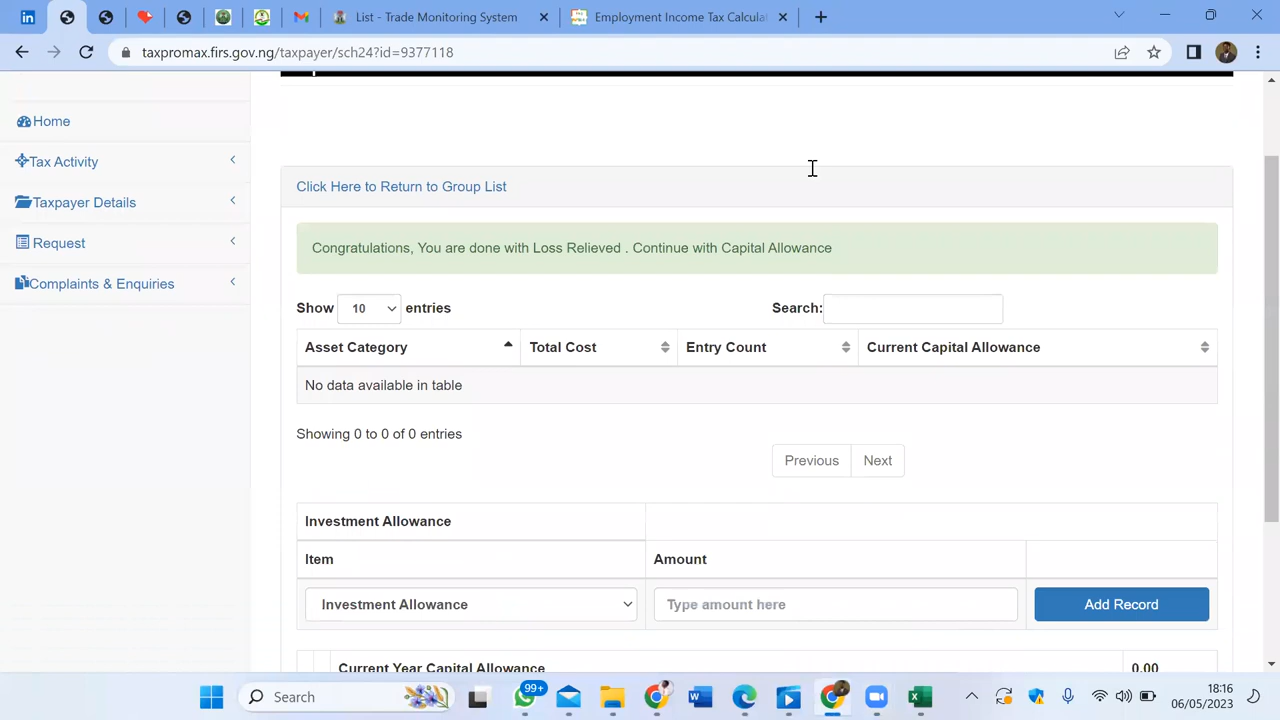 List - Trade Monitoring System
Employment Income Tax Calcula
taxpromax.firs.gov.ng/taxpayer/sch24?id=9377118
Home
Tax Activity
Taxpayer Details
Request
Complaints & Enquiries
Click Here to Return to Group List
Congratulations, You are done with Loss Relieved . Continue with Capital Allowance
Show 10 entries Search:
Asset Category Total Cost Entry Count Current Capital Allowance
No data available in table
Showing 0 to 0 of 0 entries
Previous Next
Investment Allowance
Item Amount
Investment Allowance Type amount here Add Record
Current Year Capital Allowance 0.00
Search 99+ 18:16
06/05/2023